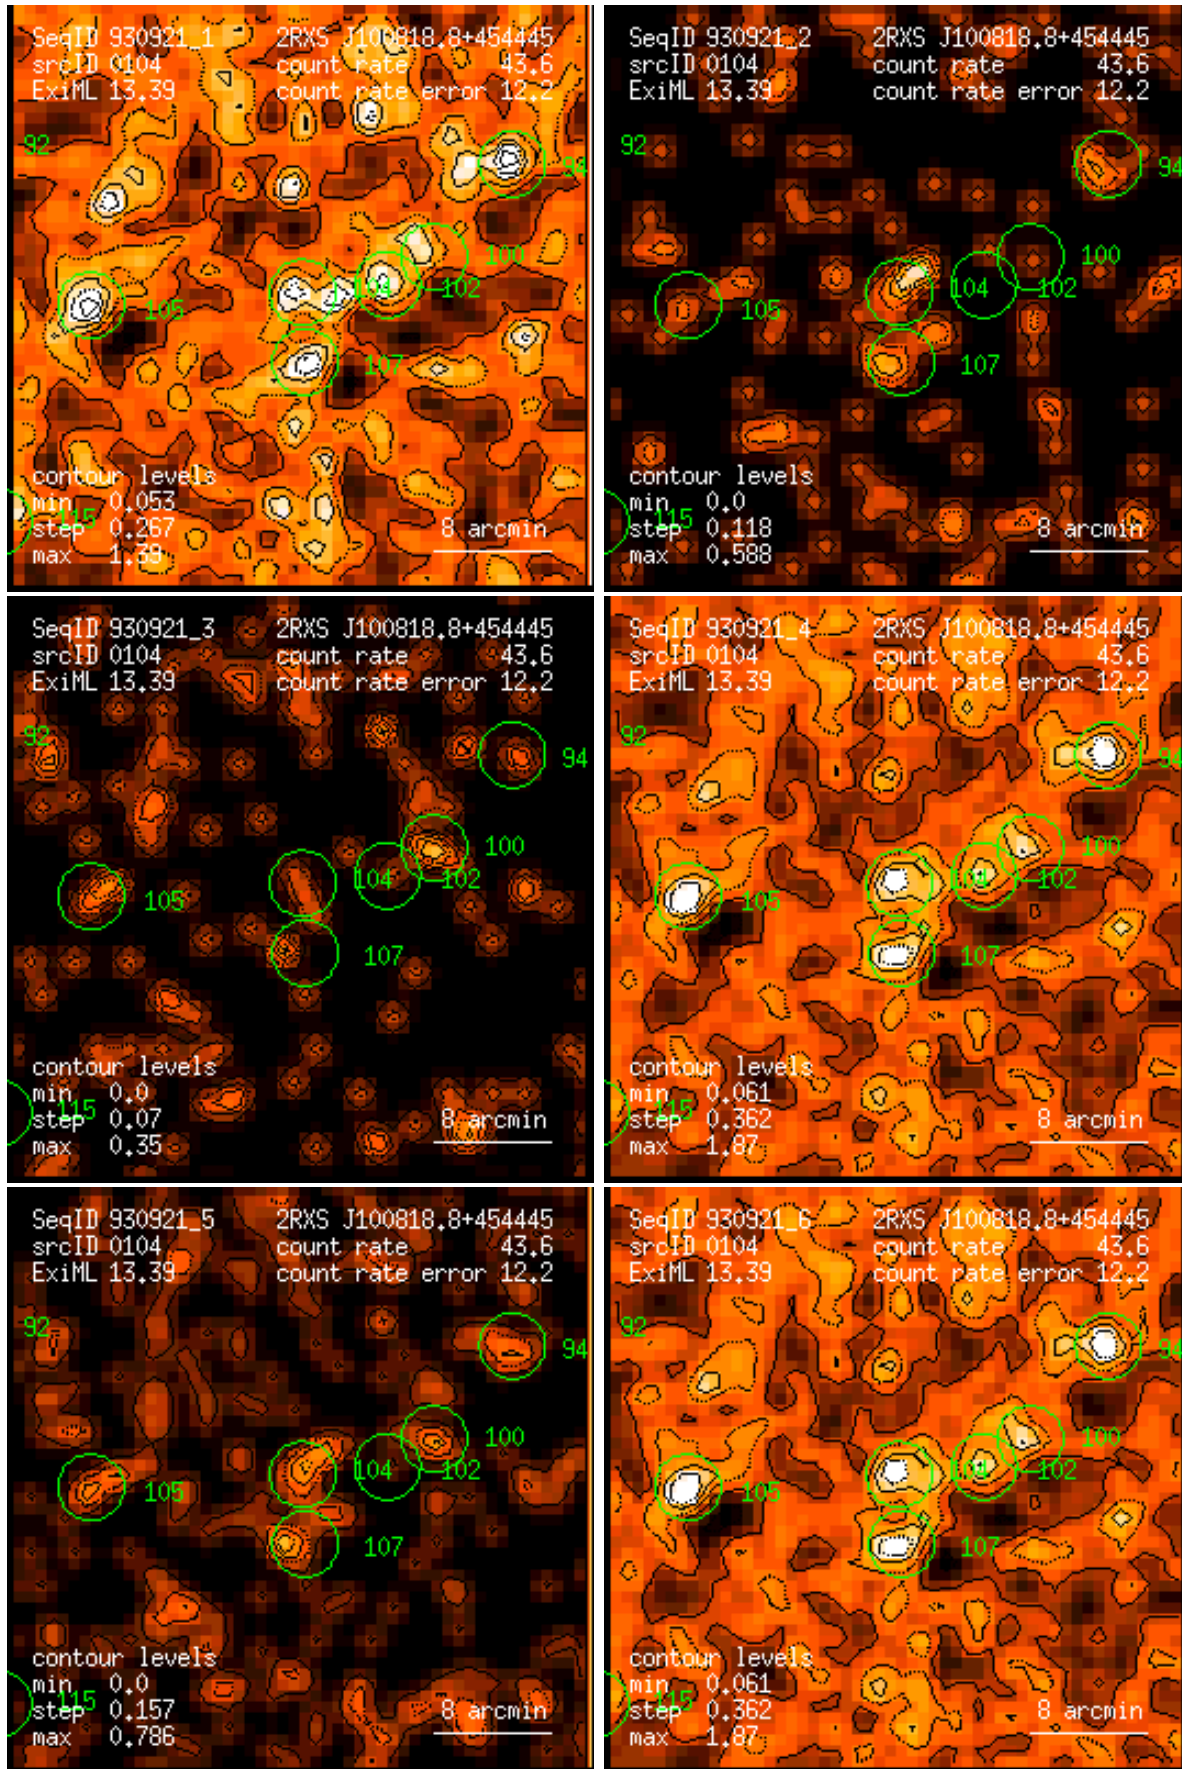 SeqID 930921_1 2RXS J100818.8+454445
srcID 0104 count rate 43.6
ExiML 13.39 count rate error 12.2
92
94
100
104 102
105
107
contour levels
min 0.053
115
step 0.267 8 arcmin
max 1.39
SeqID 930921_2 2RXS J100818.8+454445
srcID 0104 count rate 43.6
ExiML 13.39 count rate error 12.2
92
94
100
104 102
105
107
contour levels
min 0.0
115
step 0.118 8 arcmin
max 0.588
SeqID 930921_3 2RXS J100818.8+454445
srcID 0104 count rate 43.6
ExiML 13.39 count rate error 12.2
92
94
100
104 102
105
107
contour levels
min 0.0
115
step 0.07 8 arcmin
max 0.35
SeqID 930921_4 2RXS J100818.8+454445
srcID 0104 count rate 43.6
ExiML 13.39 count rate error 12.2
92
94
100
104 102
105
107
contour levels
min 0.061
115
step 0.362 8 arcmin
max 1.87
SeqID 930921_5 2RXS J100818.8+454445
srcID 0104 count rate 43.6
ExiML 13.39 count rate error 12.2
92
94
100
104 102
105
107
contour levels
min 0.0
115
step 0.157 8 arcmin
max 0.786
SeqID 930921_6 2RXS J100818.8+454445
srcID 0104 count rate 43.6
ExiML 13.39 count rate error 12.2
92
94
100
104 102
105
107
contour levels
min 0.061
115
step 0.362 8 arcmin
max 1.87